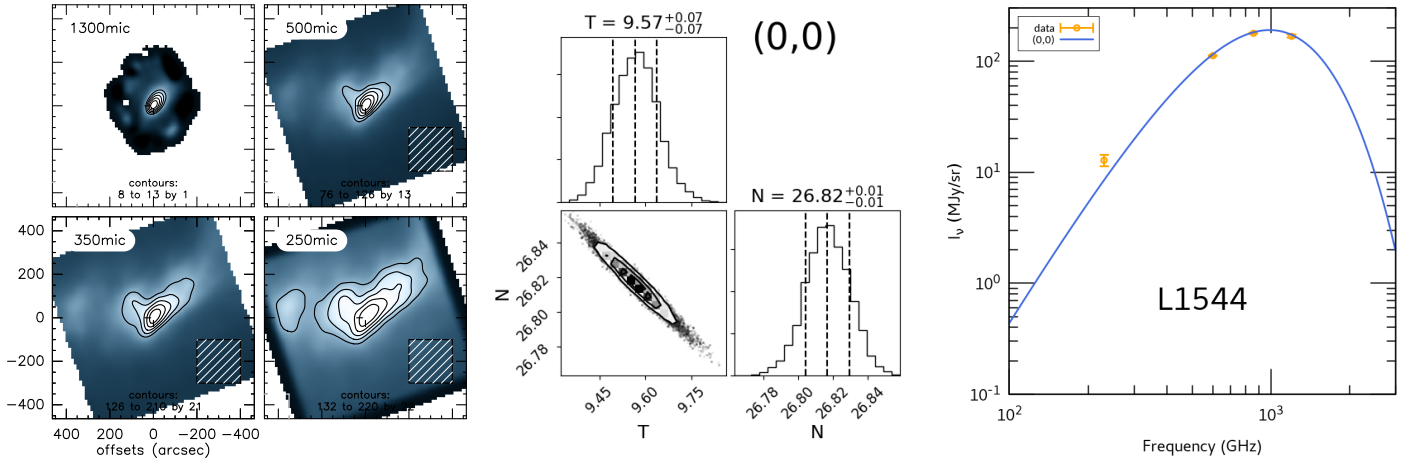 1300mic
contours:
8 to 13 by 1
500mic
contours:
76 to 126 by 13
350mic
contours:
126 to 210 by 21
250mic
contours:
132 to 220 by
400
200
0
−200
−400
400 200 0 −200 −400
offsets (arcsec)
T = 9.57+0.07−0.07
(0,0)
N = 26.82+0.01−0.01
26.84
26.82
26.80
26.78
N
9.45 9.60 9.75
T
26.78 26.80 26.82 26.84
N
data
(0,0)
10²
10¹
10⁰
10⁻¹
Iν (MJy/sr)
L1544
10² 10³
Frequency (GHz)